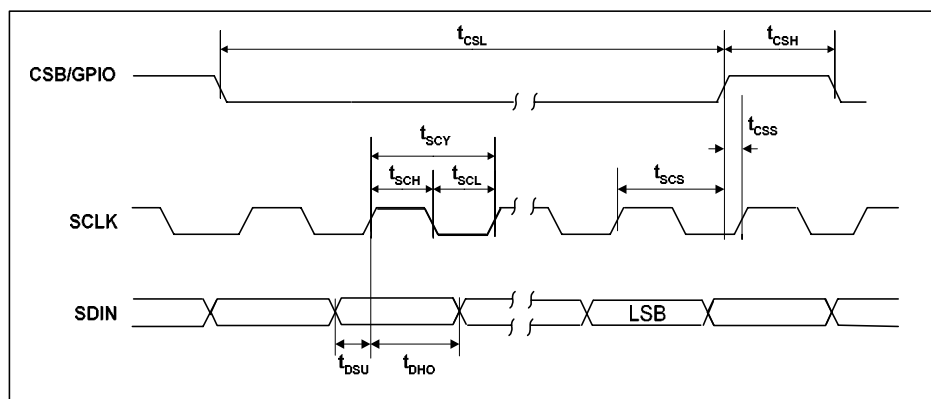 tCSL tCSH
CSB/GPIO
tCSS
tSCY
tSCH tSCL tSCS
SCLK
SDIN LSB
tDSU tDHO